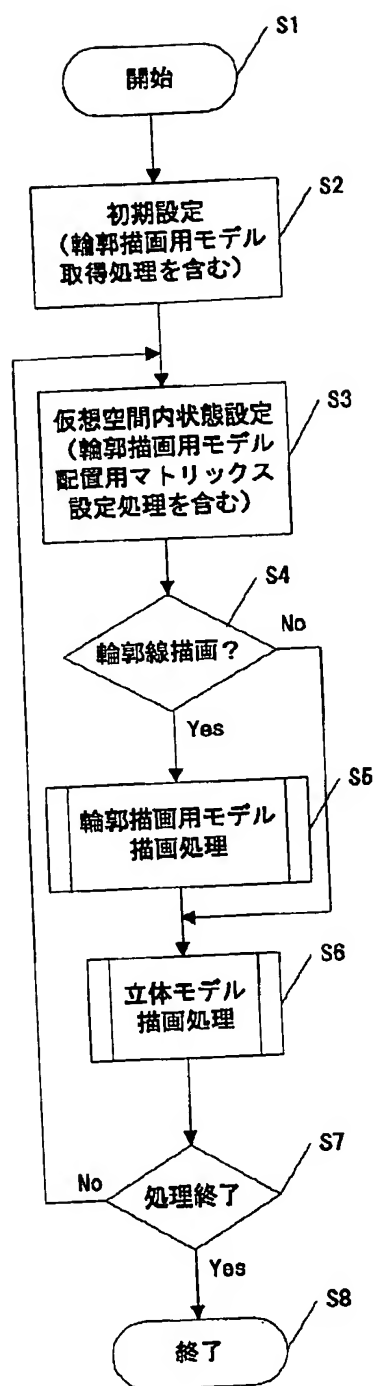 S1
開始
S2
初期設定
(輪郭描画用モデル
取得処理を含む)
S3
仮想空間内状態設定
(輪郭描画用モデル
配置用マトリックス
設定処理を含む)
S4
輪郭線描画?
No
Yes
S5
輪郭描画用モデル
描画処理
S6
立体モデル
描画処理
S7
No
処理終了
Yes
S8
終了